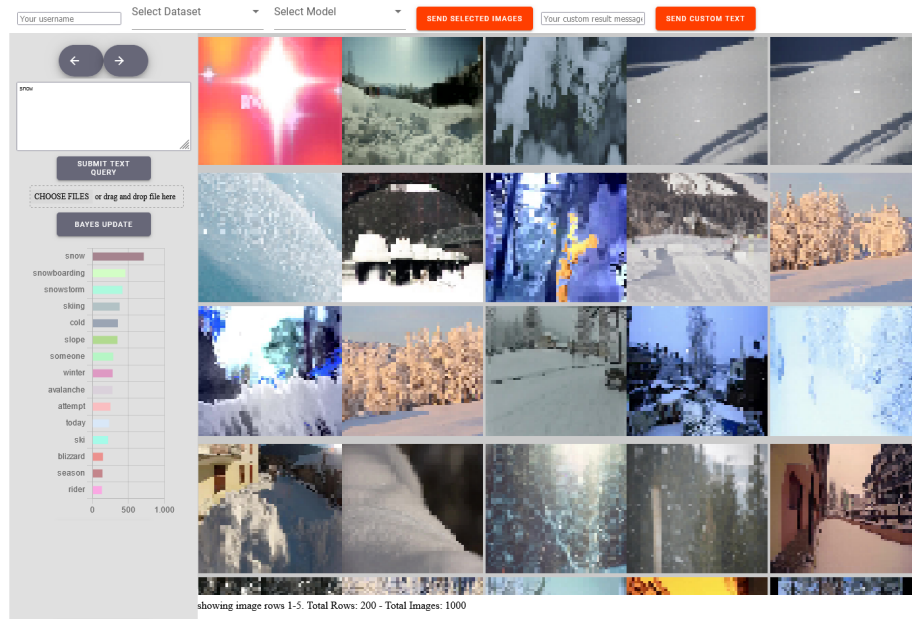 Your username
Select Dataset
Select Model
SEND SELECTED IMAGES
Your custom result messag
SEND CUSTOM TEXT
snow
SUBMIT TEXT
QUERY
CHOOSE FILES or drag and drop file here
BAYES UPDATE
snow
snowboarding
snowstorm
skiing
cold
slope
someone
winter
avalanche
attempt
today
ski
blizzard
season
rider
0 500 1 000
showing image rows 1-5. Total Rows: 200 - Total Images: 1000